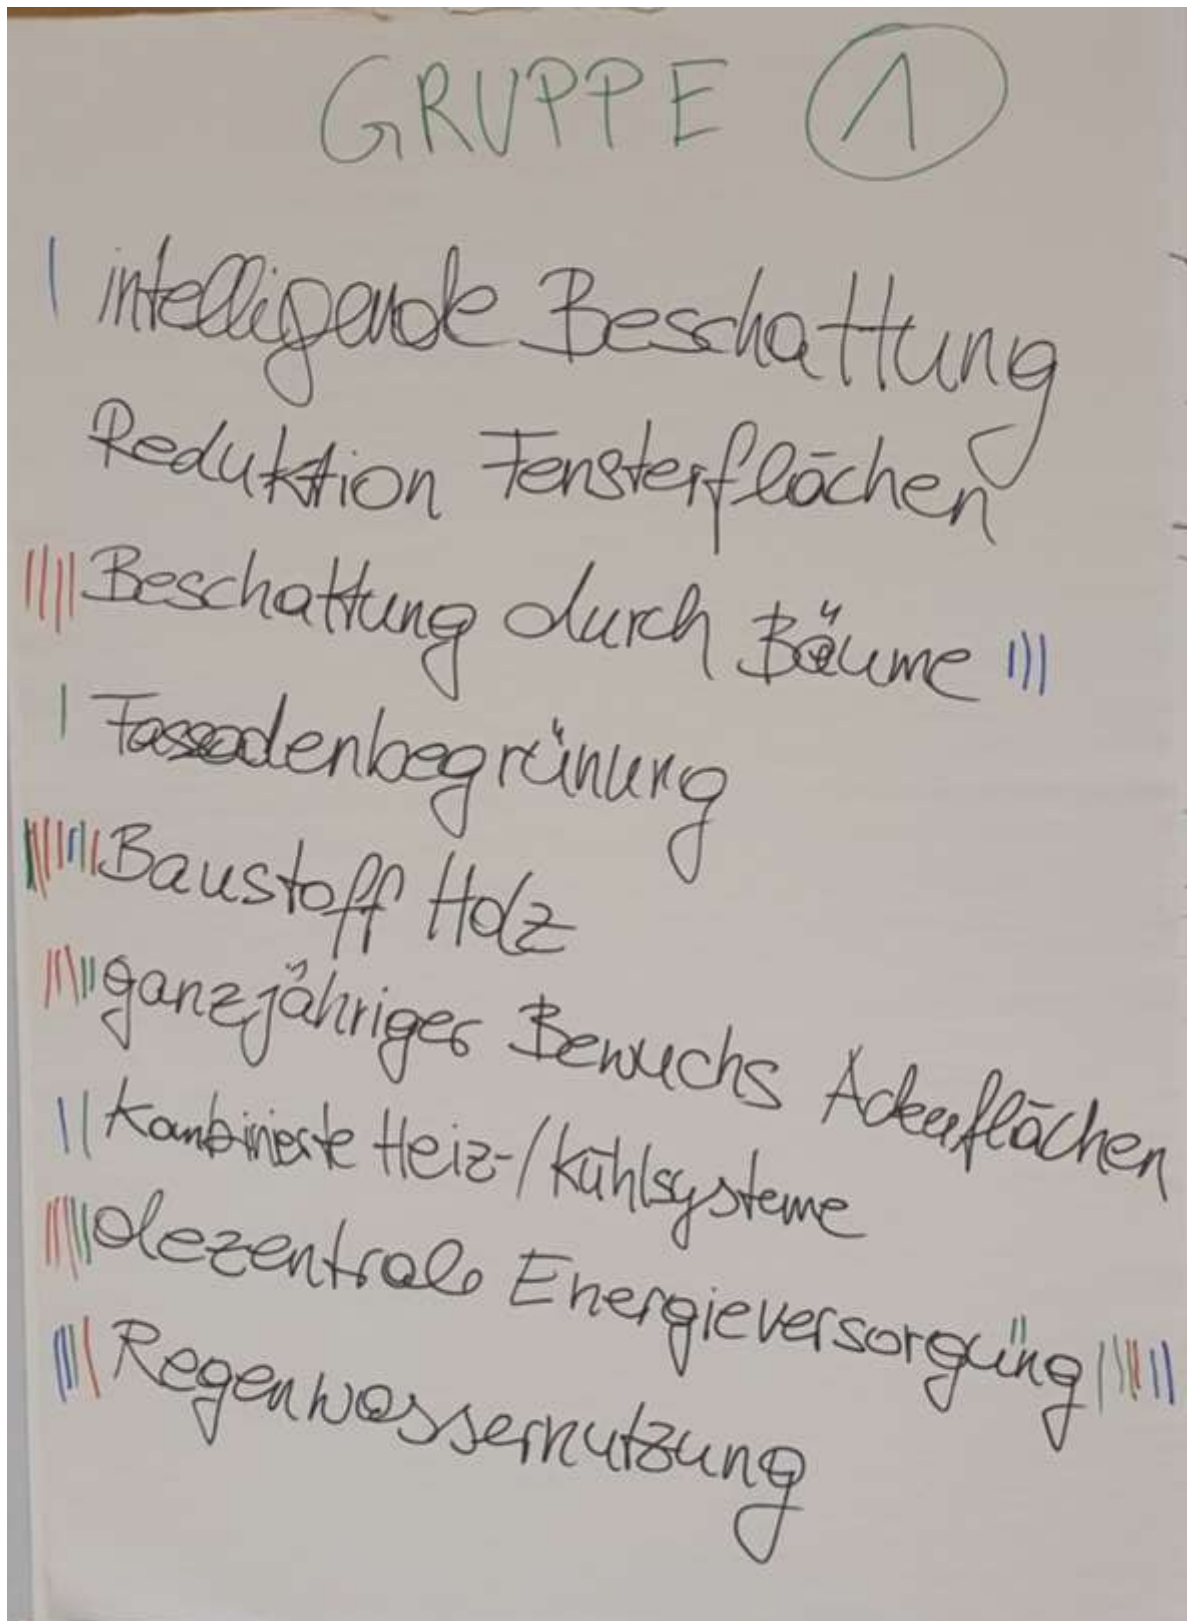 GRUPPE 1
intelligende Beschattung
Reduktion Fensterflächen
Beschattung durch Bäume
Fassadenbegrünung
Baustoff Holz
ganzjähriger Bewuchs Ackerflächen
Kombinierte Heiz-/Kühlsysteme
dezentrale Energieversorgung
Regenwassernutzung